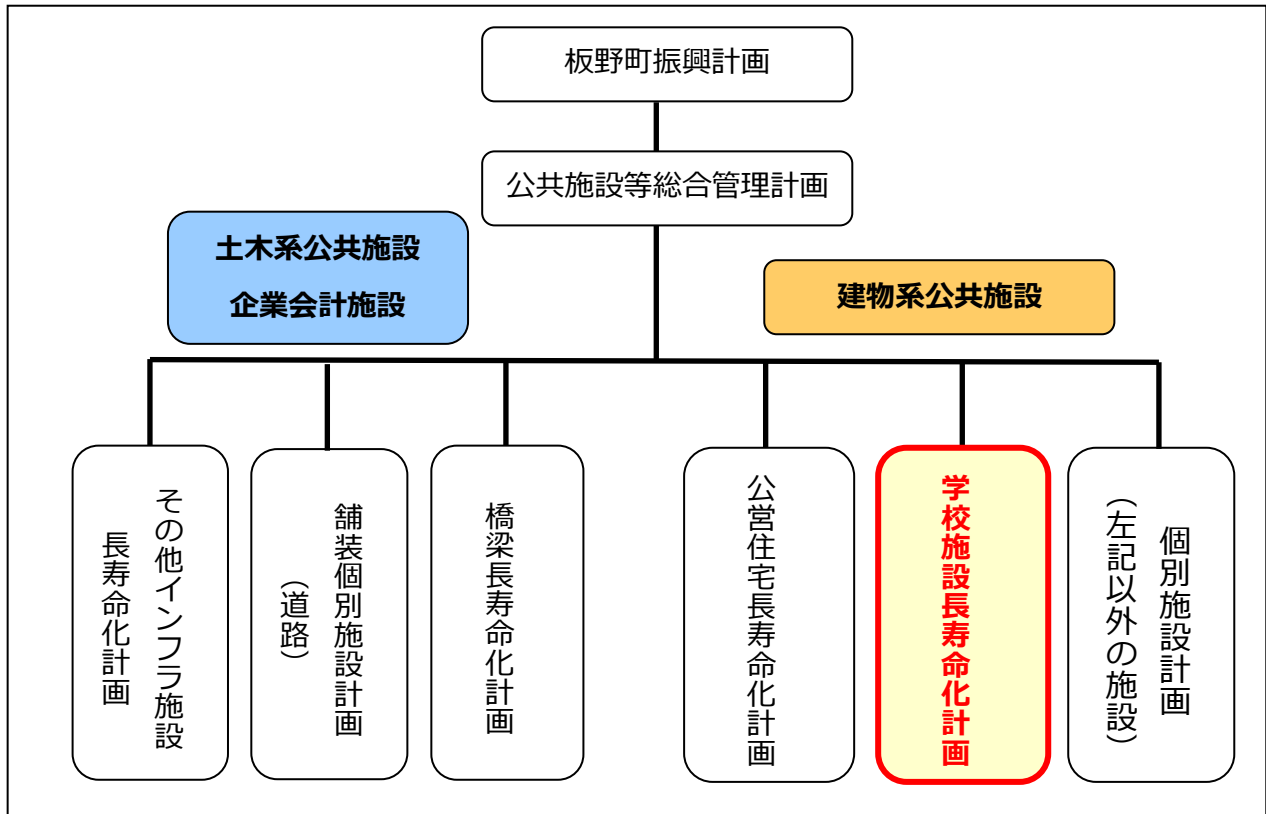 板野町振興計画
公共施設等総合管理計画
土木系公共施設
企業会計施設
建物系公共施設
その他インフラ施設
長寿命化計画
舗装個別施設計画
（道路）
橋梁長寿命化計画
公営住宅長寿命化計画
学校施設長寿命化計画
個別施設計画
（左記以外の施設）